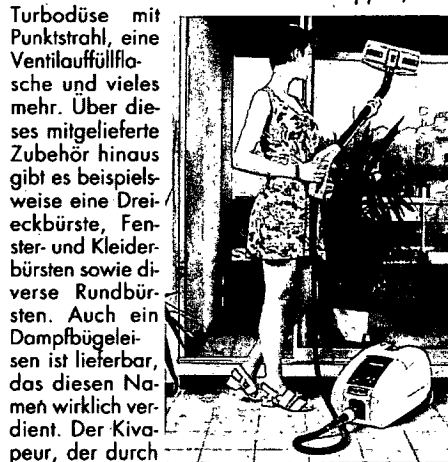 Turbodüse mit
Punktstrahl, eine
Ventilauffüllfla-
sche und vieles
mehr. Über die-
ses mitgelieferte
Zubehör hinaus
gibt es beispiels-
weise eine Drei-
eckbürste, Fen-
ster- und Kleider-
bürsten sowie di-
verse Rundbür-
sten. Auch ein
Dampfbügelei-
sen ist lieferbar,
das diesen Na-
men wirklich ver-
dient. Der Kiva-
peur, der durch